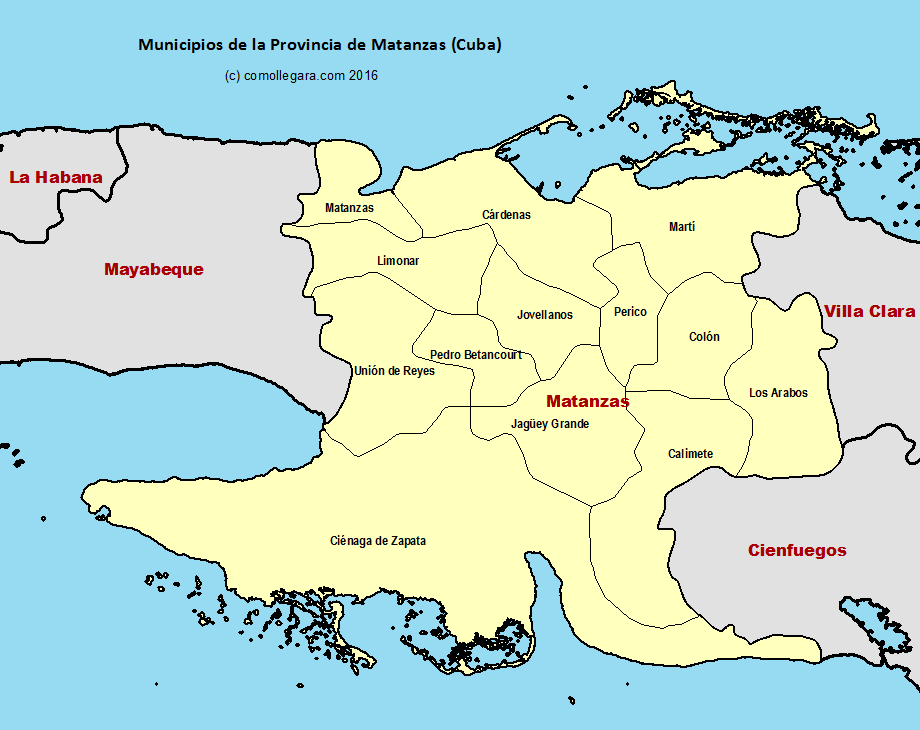 Municipios de la Provincia de Matanzas (Cuba)
(c) comollegara.com 2016
La Habana
Matanzas
Cárdenas
Martí
Mayabeque
Limonar
Jovellanos
Perico
Villa Clara
Colón
Pedro Betancourt
Unión de Reyes
Los Arabos
Matanzas
Jagüey Grande
Calimete
Ciénaga de Zapata
Cienfuegos